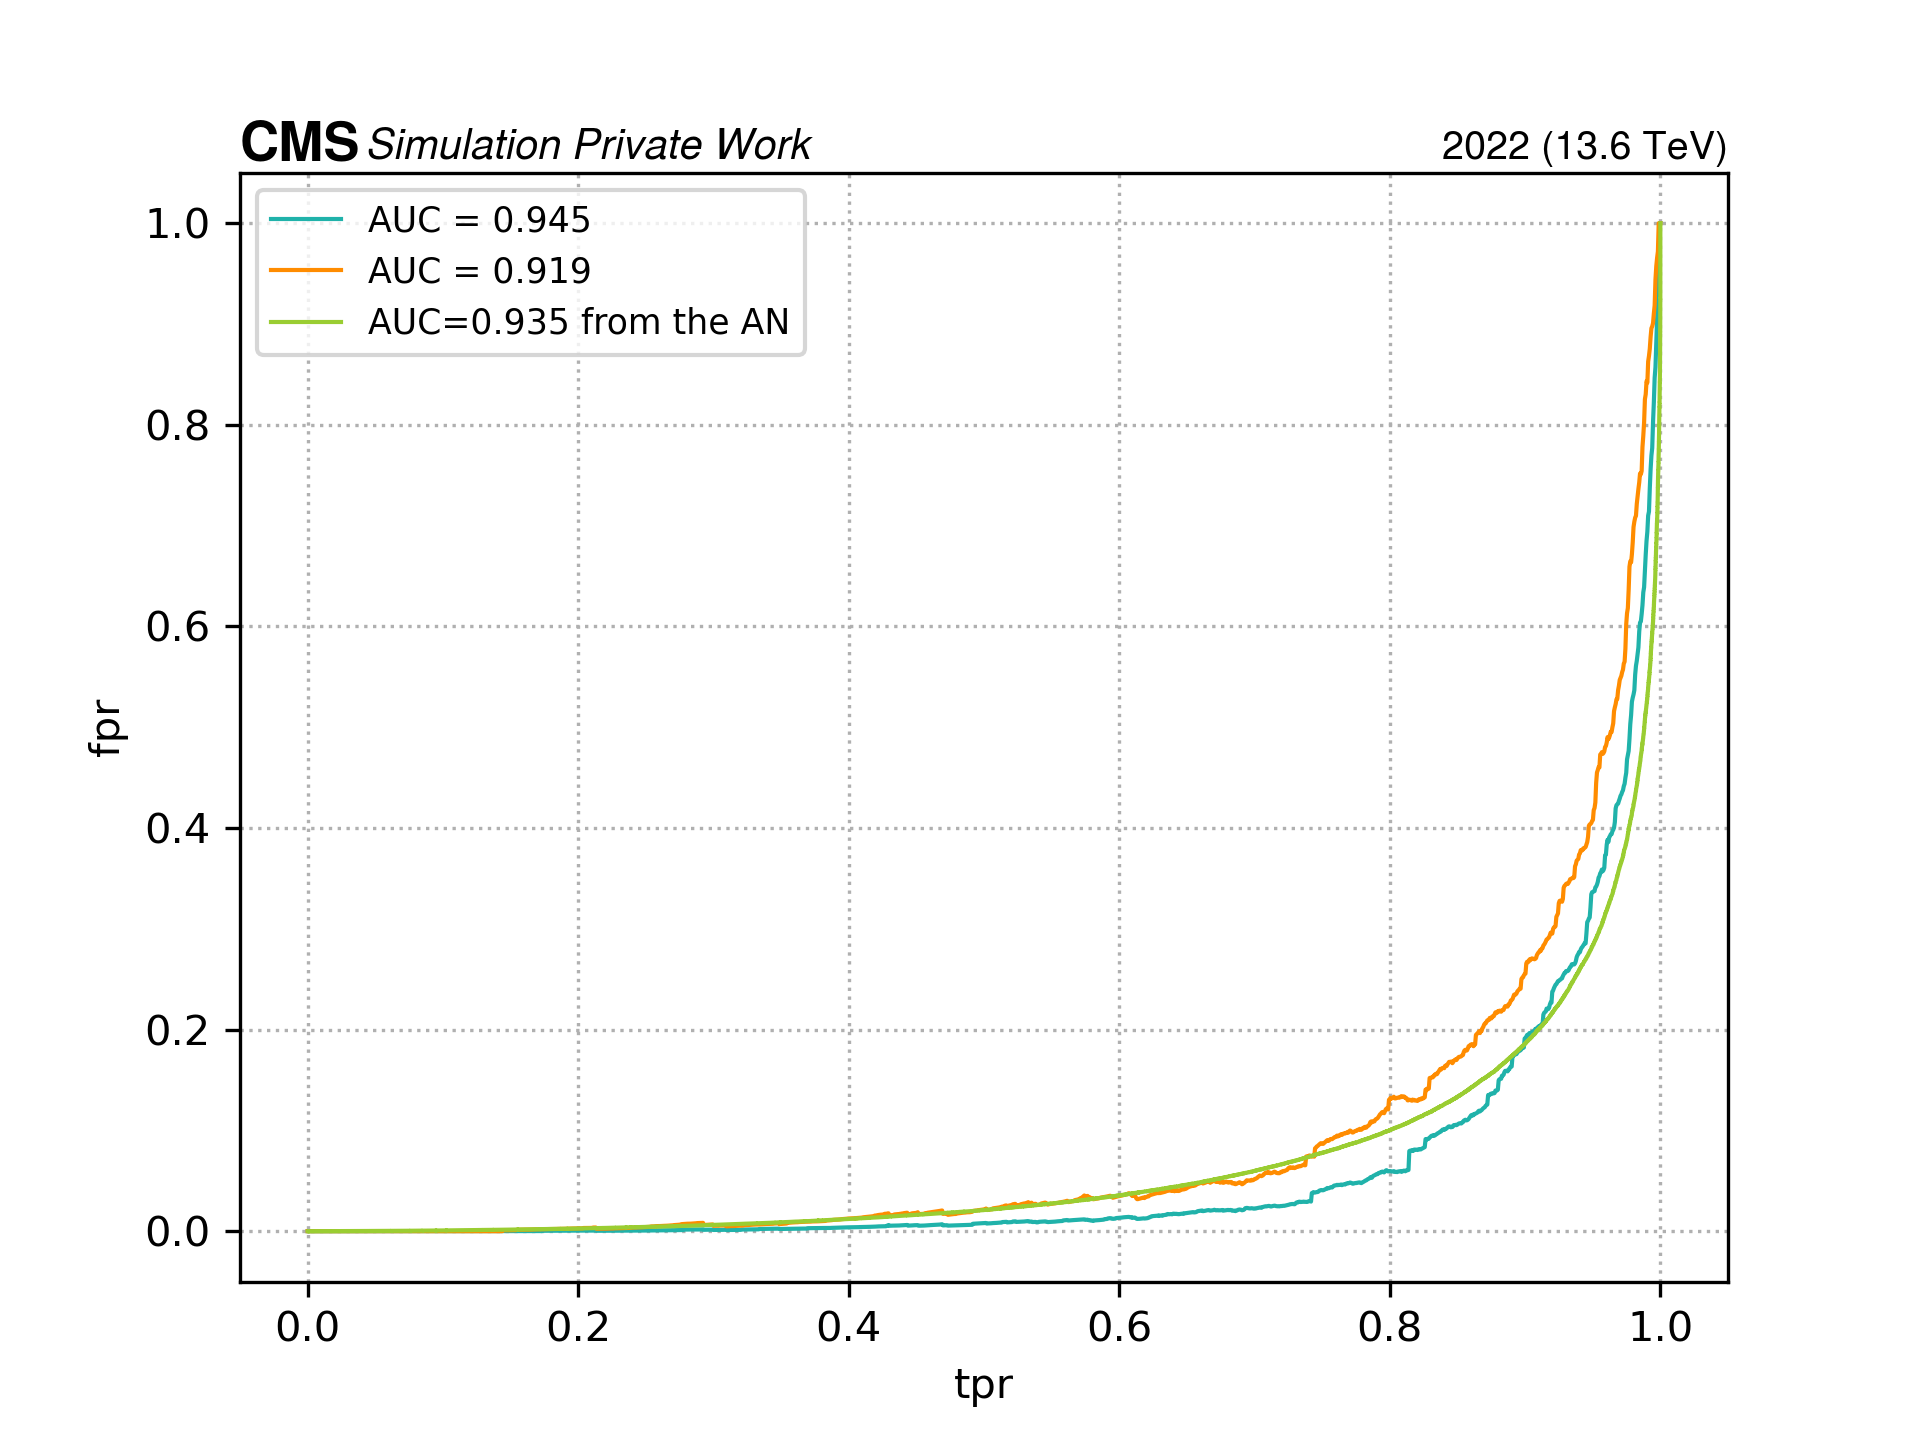 CMS Simulation Private Work 2022 (13.6 TeV)
AUC = 0.945
AUC = 0.919
AUC=0.935 from the AN
1.0
0.8
0.6
0.4
0.2
0.0
fpr
0.0 0.2 0.4 0.6 0.8 1.0
tpr